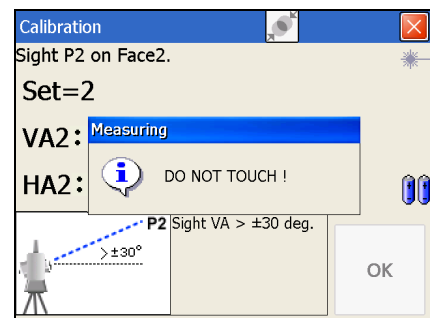 Calibration
Sight P2 on Face2.
Set=2
VA2:
Measuring
HA2:
DO NOT TOUCH !
P2
>±30°
Sight VA > ±30 deg.
OK